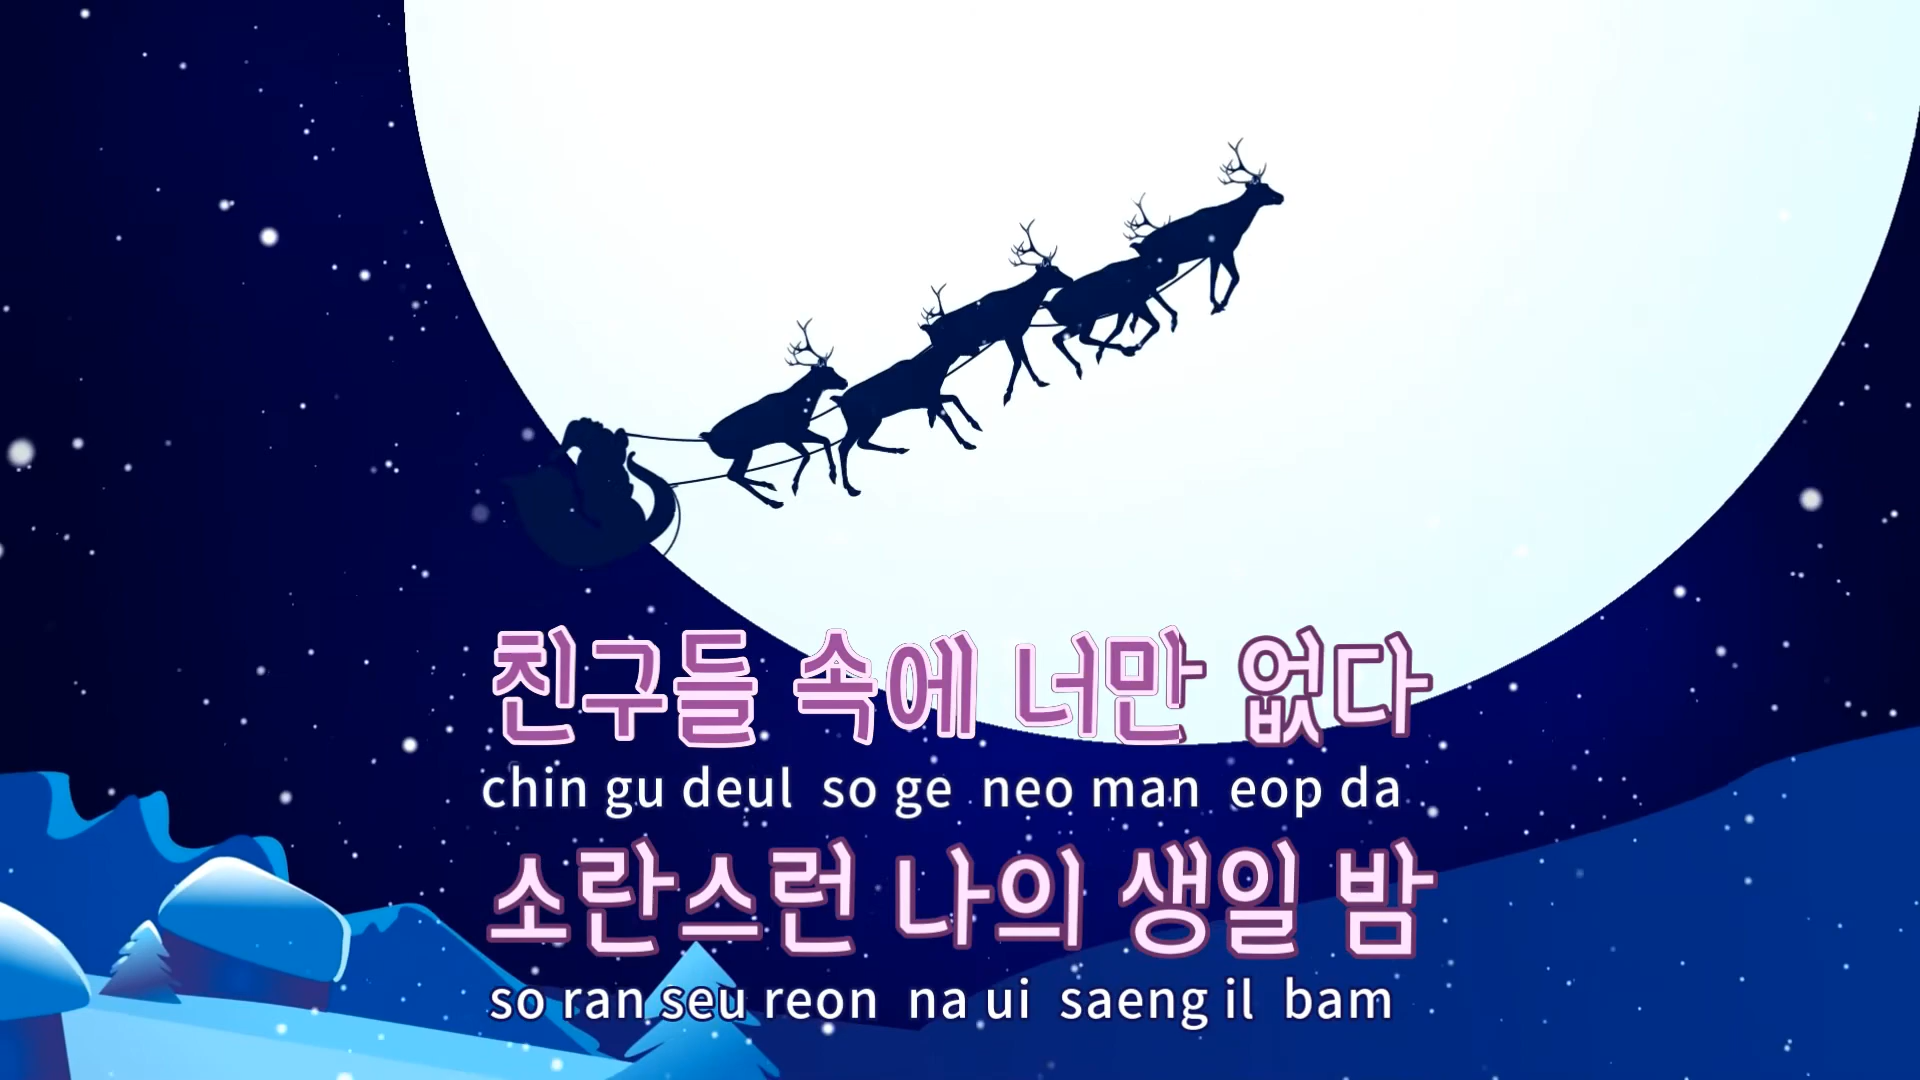 친구들 속에 너만 없다
chin gu deul so ge neo man eop da
소란스런 나의 생일 밤
so ran seu reon na ui saeng il bam